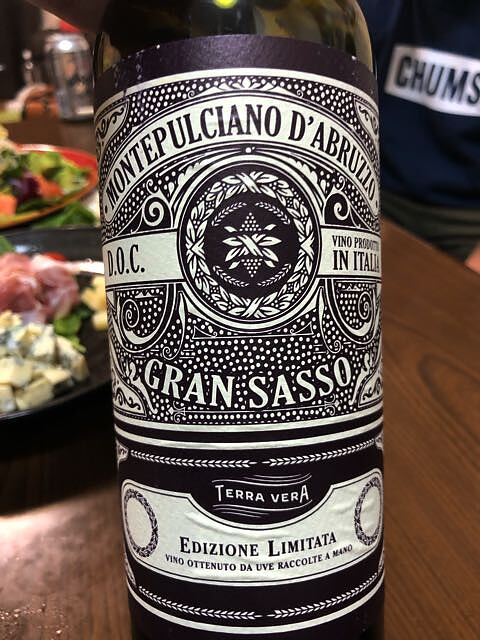 MONTEPULCIANO D'ABRUZZO
D.O.C.
VINO PRODOTTO
IN ITALIA
GRAN SASSO
TERRA VERA
EDIZIONE LIMITATA
VINO OTTENUTO DA UVE RACCOLTE A MANO
CHUMS